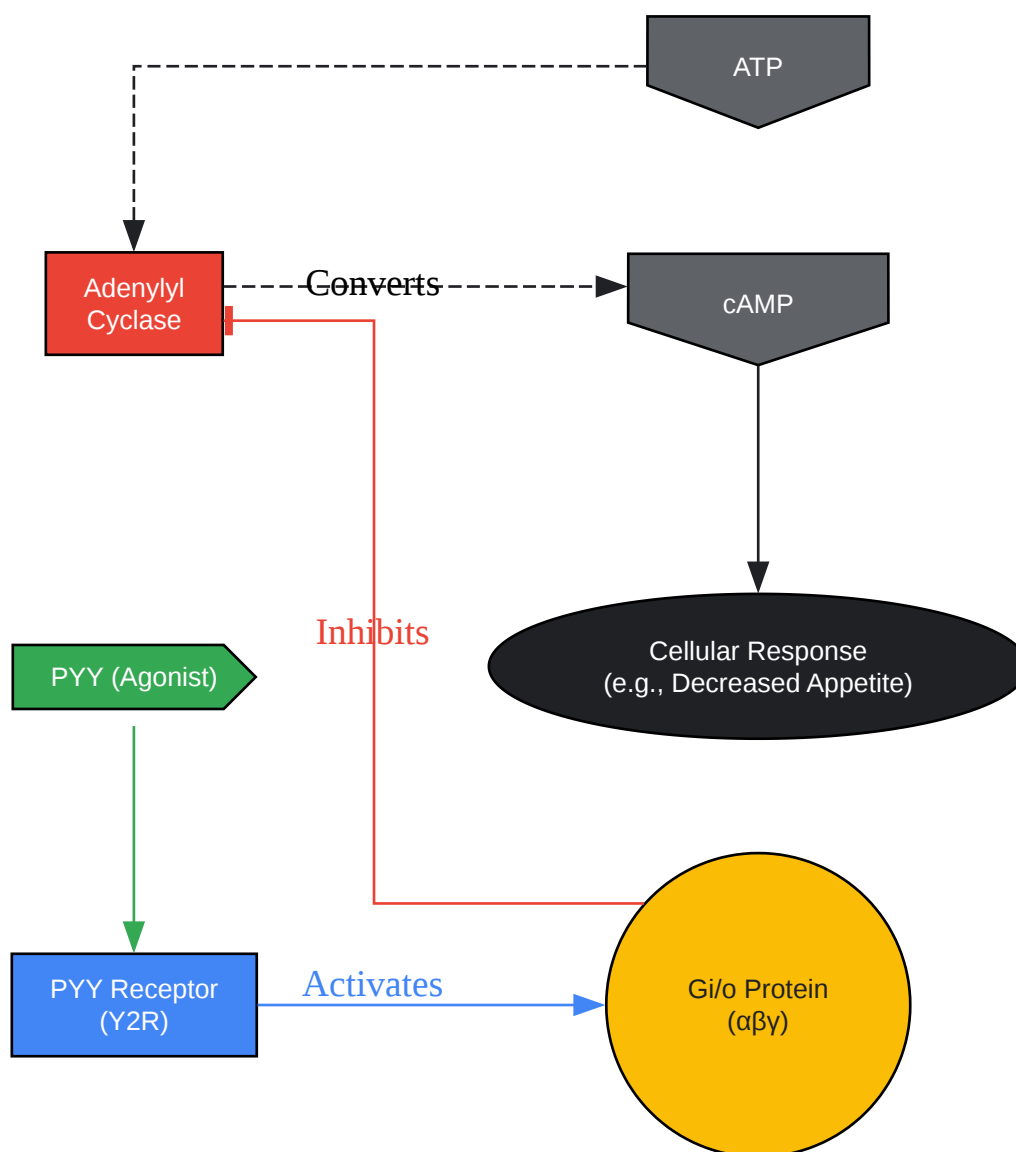 ATP
Adenylyl
Cyclase
Converts
cAMP
Inhibits
Cellular Response
(e.g., Decreased Appetite)
PYY (Agonist)
PYY Receptor
(Y2R)
Activates
Gi/o Protein
(αβγ)